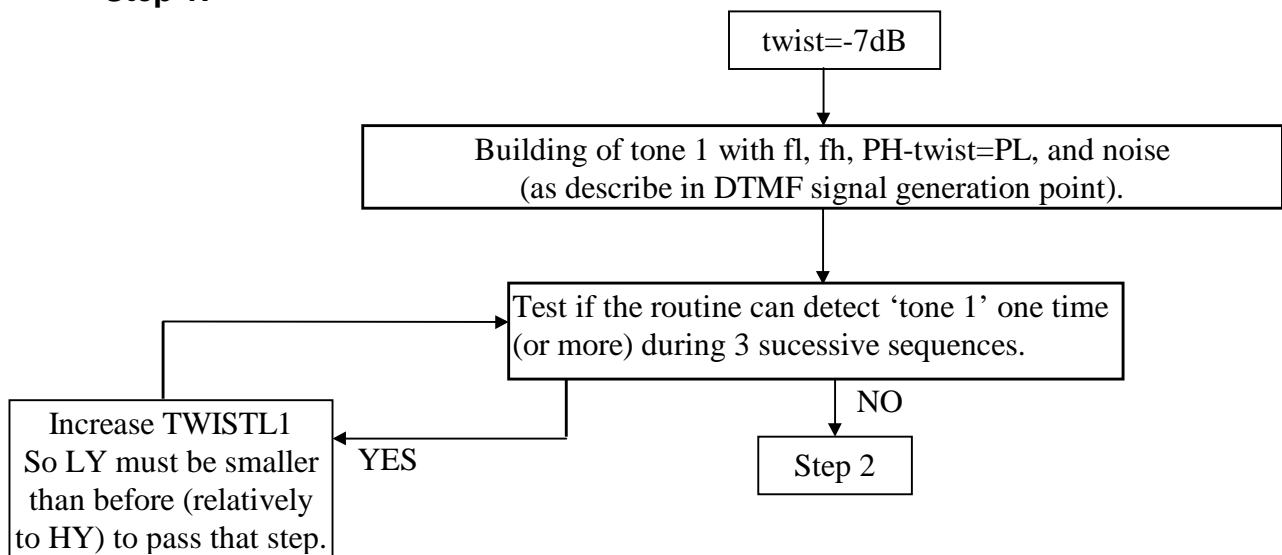 twist=-7dB
Building of tone 1 with fl, fh, PH-twist=PL, and noise
(as describe in DTMF signal generation point).
Test if the routine can detect ‘tone 1’ one time
(or more) during 3 sucessive sequences.
NO
YES
Increase TWISTL1
So LY must be smaller
than before (relatively
to HY) to pass that step.
Step 2